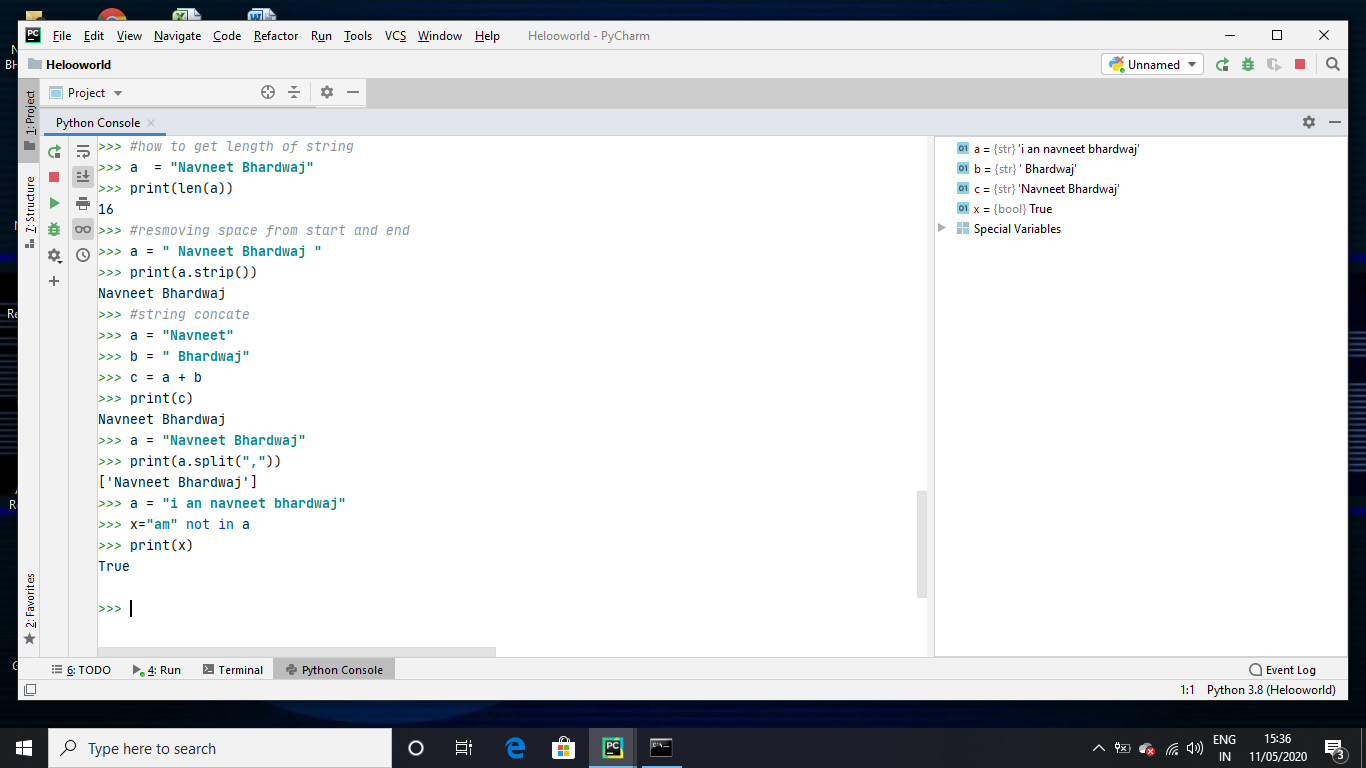 File Edit View Navigate Code Refactor Run Tools VCS Window Help Helooworld - PyCharm
Helooworld
Unnamed
Project
Python Console
1: Project
7: Structure
2: Favorites
>>> #how to get length of string
>>> a  = "Navneet Bhardwaj"
>>> print(len(a))
16
>>> #resmoving space from start and end
>>> a = " Navneet Bhardwaj "
>>> print(a.strip())
Navneet Bhardwaj
>>> #string concate
>>> a = "Navneet"
>>> b = " Bhardwaj"
>>> c = a + b
>>> print(c)
Navneet Bhardwaj
>>> a = "Navneet Bhardwaj"
>>> print(a.split(","))
['Navneet Bhardwaj']
>>> a = "i an navneet bhardwaj"
>>> x="am" not in a
>>> print(x)
True
>>>
01 a = {str} 'i an navneet bhardwaj'
01 b = {str} ' Bhardwaj'
01 c = {str} 'Navneet Bhardwaj'
01 x = {bool} True
Special Variables
6: TODO 4: Run Terminal Python Console Event Log
1:1 Python 3.8 (Helooworld)
Type here to search
ENG
IN
15:36
11/05/2020
3